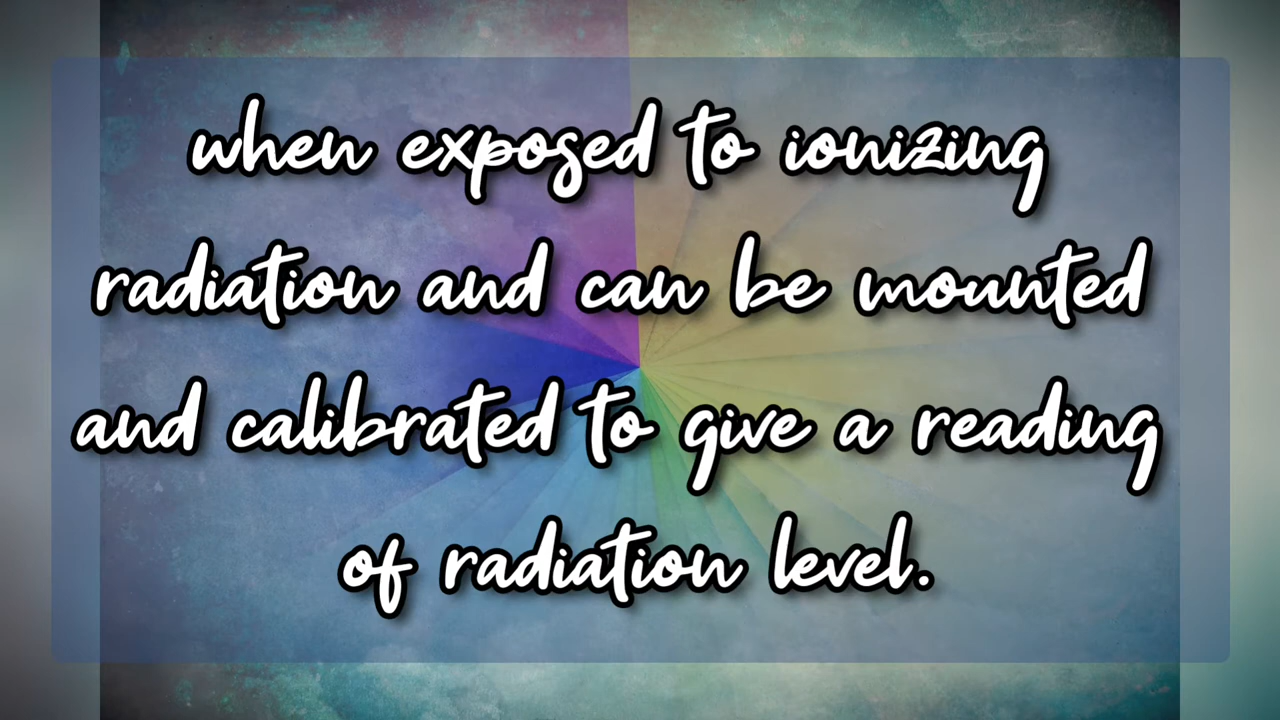 when exposed to ionizing
radiation and can be mounted
and calibrated to give a reading
of radiation level.